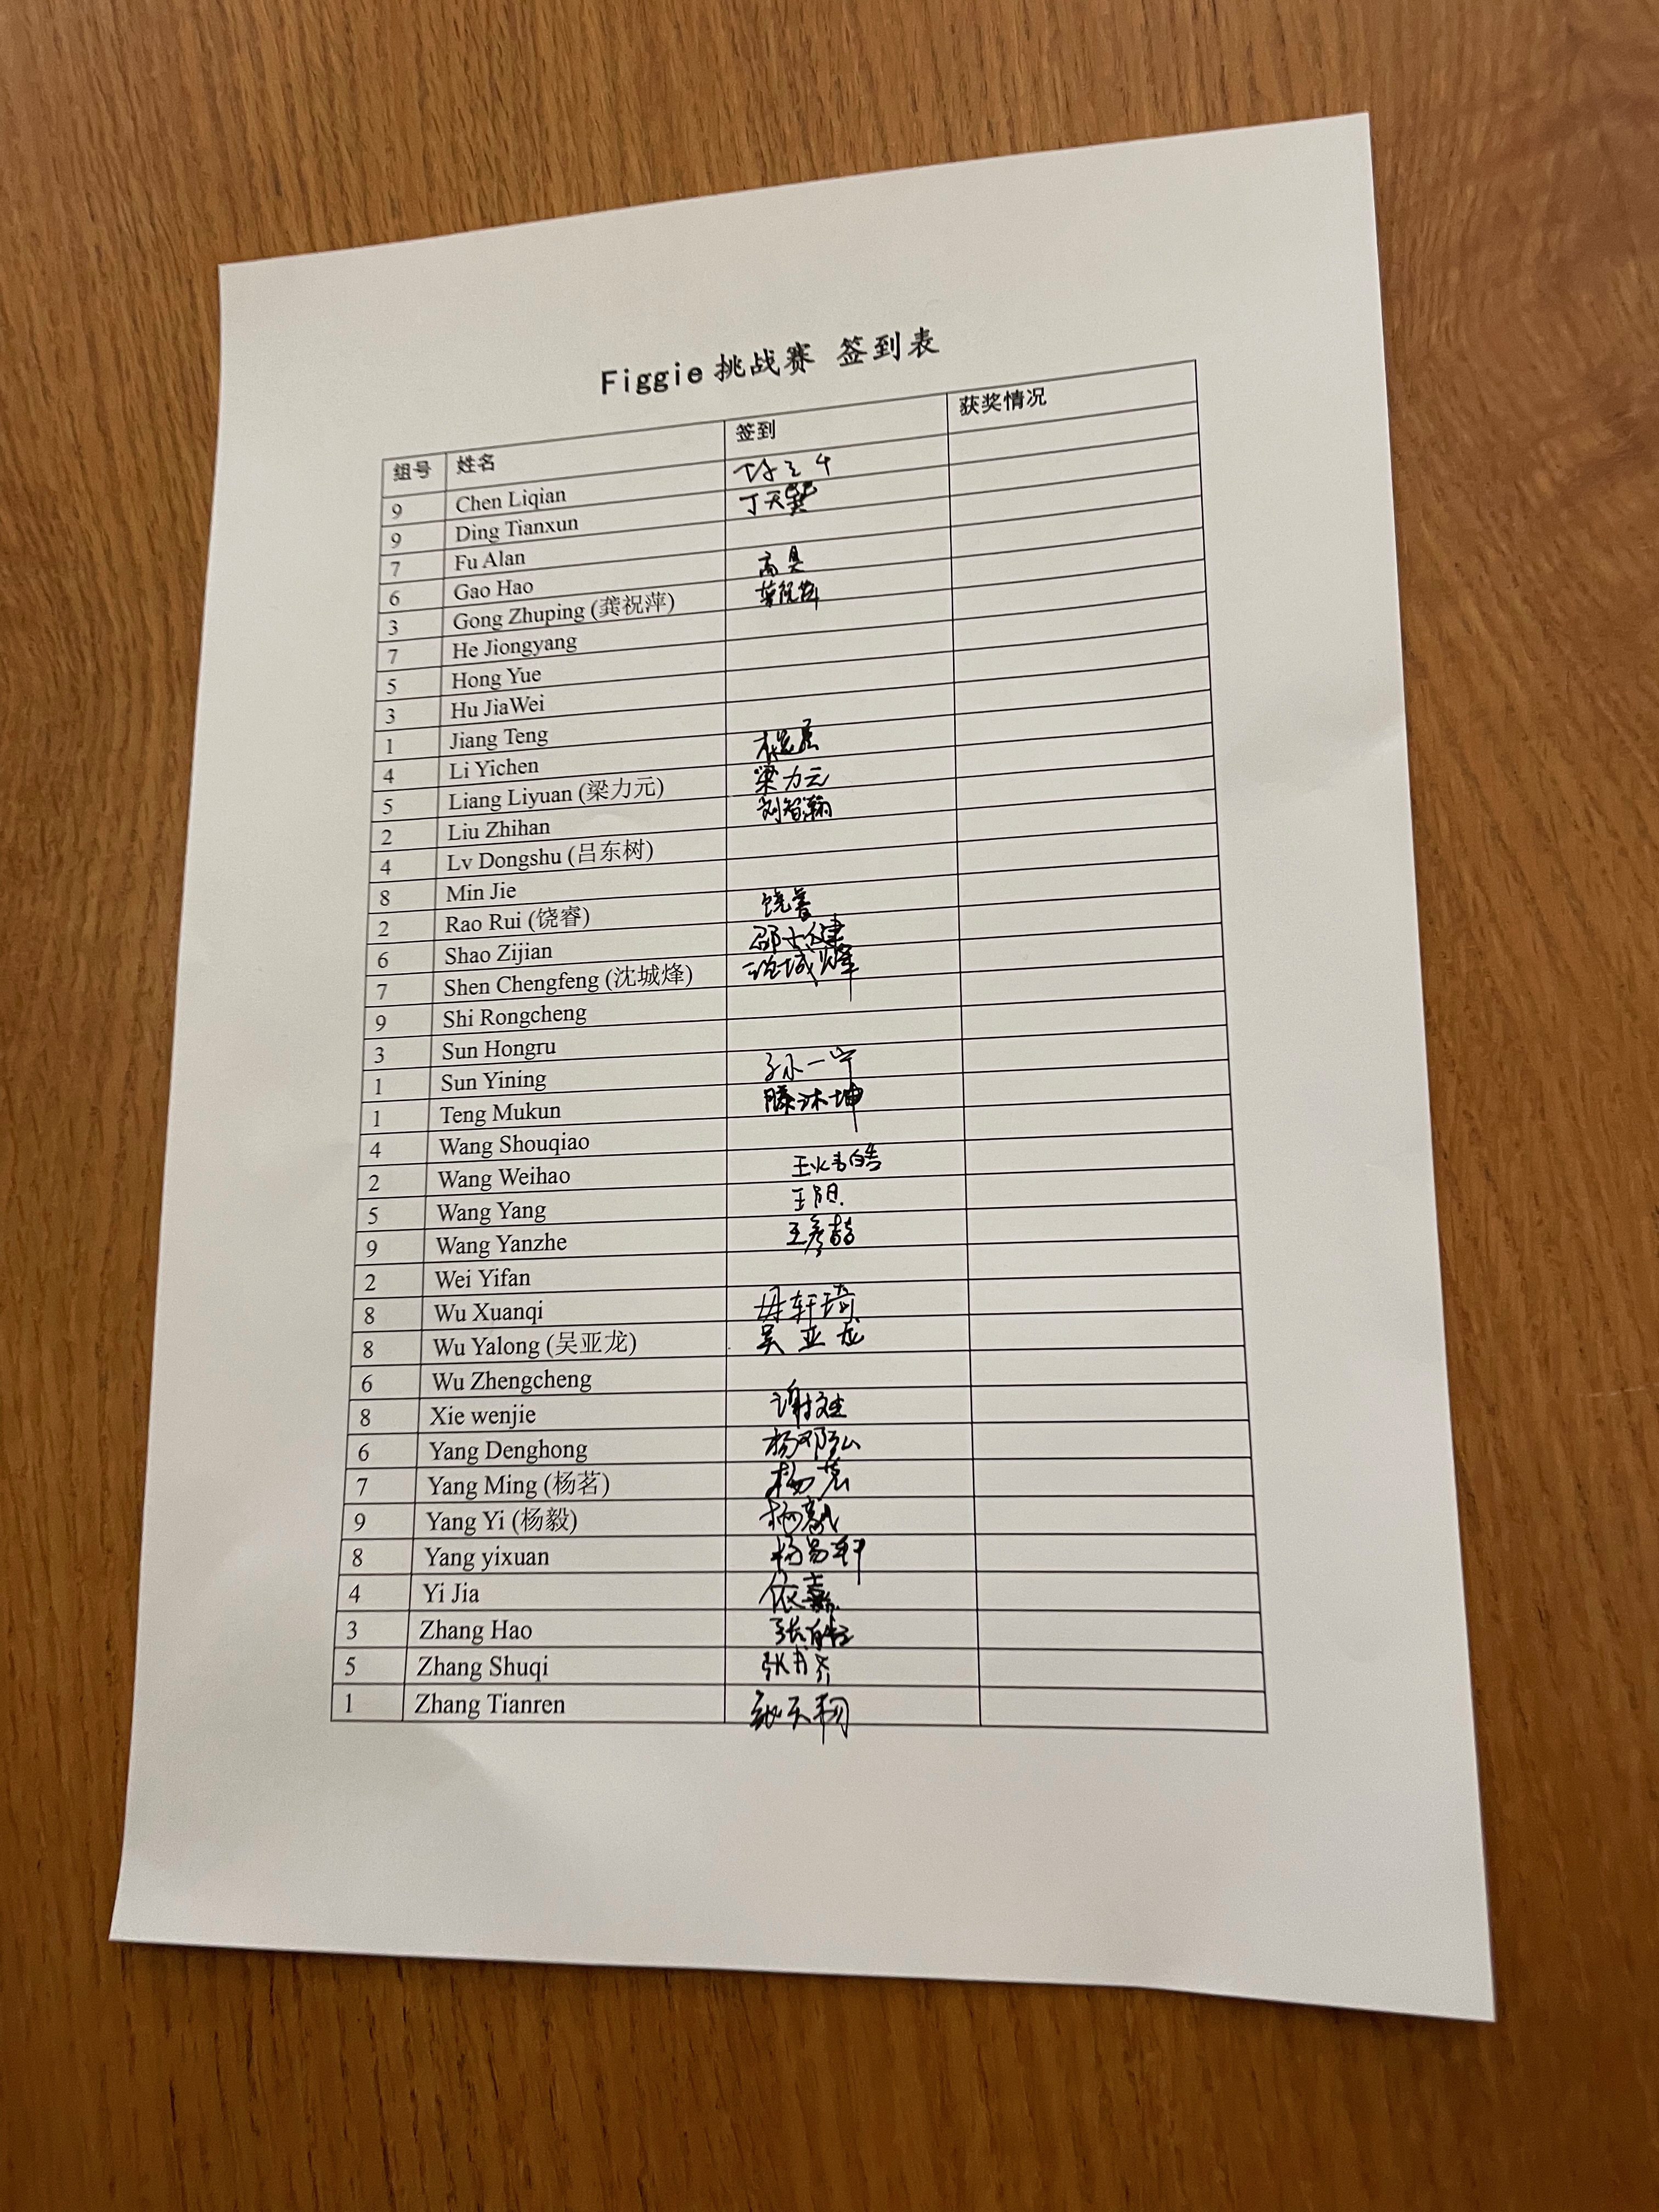 Figgie 挑战赛 签到表
组号 姓名 签到 获奖情况
9 Chen Liqian
9 Ding Tianxun 丁天巽
7 Fu Alan
6 Gao Hao 高昊
3 Gong Zhuping (龚祝萍) 龚祝萍
7 He Jiongyang
5 Hong Yue
3 Hu JiaWei
1 Jiang Teng
4 Li Yichen
5 Liang Liyuan (梁力元) 梁力元
2 Liu Zhihan 刘智瀚
4 Lv Dongshu (吕东树)
8 Min Jie
2 Rao Rui (饶睿) 饶睿
6 Shao Zijian 邵子健
7 Shen Chengfeng (沈城烽) 沈城烽
9 Shi Rongcheng
3 Sun Hongru
1 Sun Yining 孙一宁
1 Teng Mukun 滕沐坤
4 Wang Shouqiao
2 Wang Weihao 王炜皓
5 Wang Yang 王阳
9 Wang Yanzhe 王彦喆
2 Wei Yifan
8 Wu Xuanqi 毋轩琦
8 Wu Yalong (吴亚龙) 吴亚龙
6 Wu Zhengcheng
8 Xie wenjie 谢文杰
6 Yang Denghong 杨邓弘
7 Yang Ming (杨茗) 杨茗
9 Yang Yi (杨毅) 杨毅
8 Yang yixuan 杨易轩
4 Yi Jia 依嘉
3 Zhang Hao
5 Zhang Shuqi 张书齐
1 Zhang Tianren 张天韧